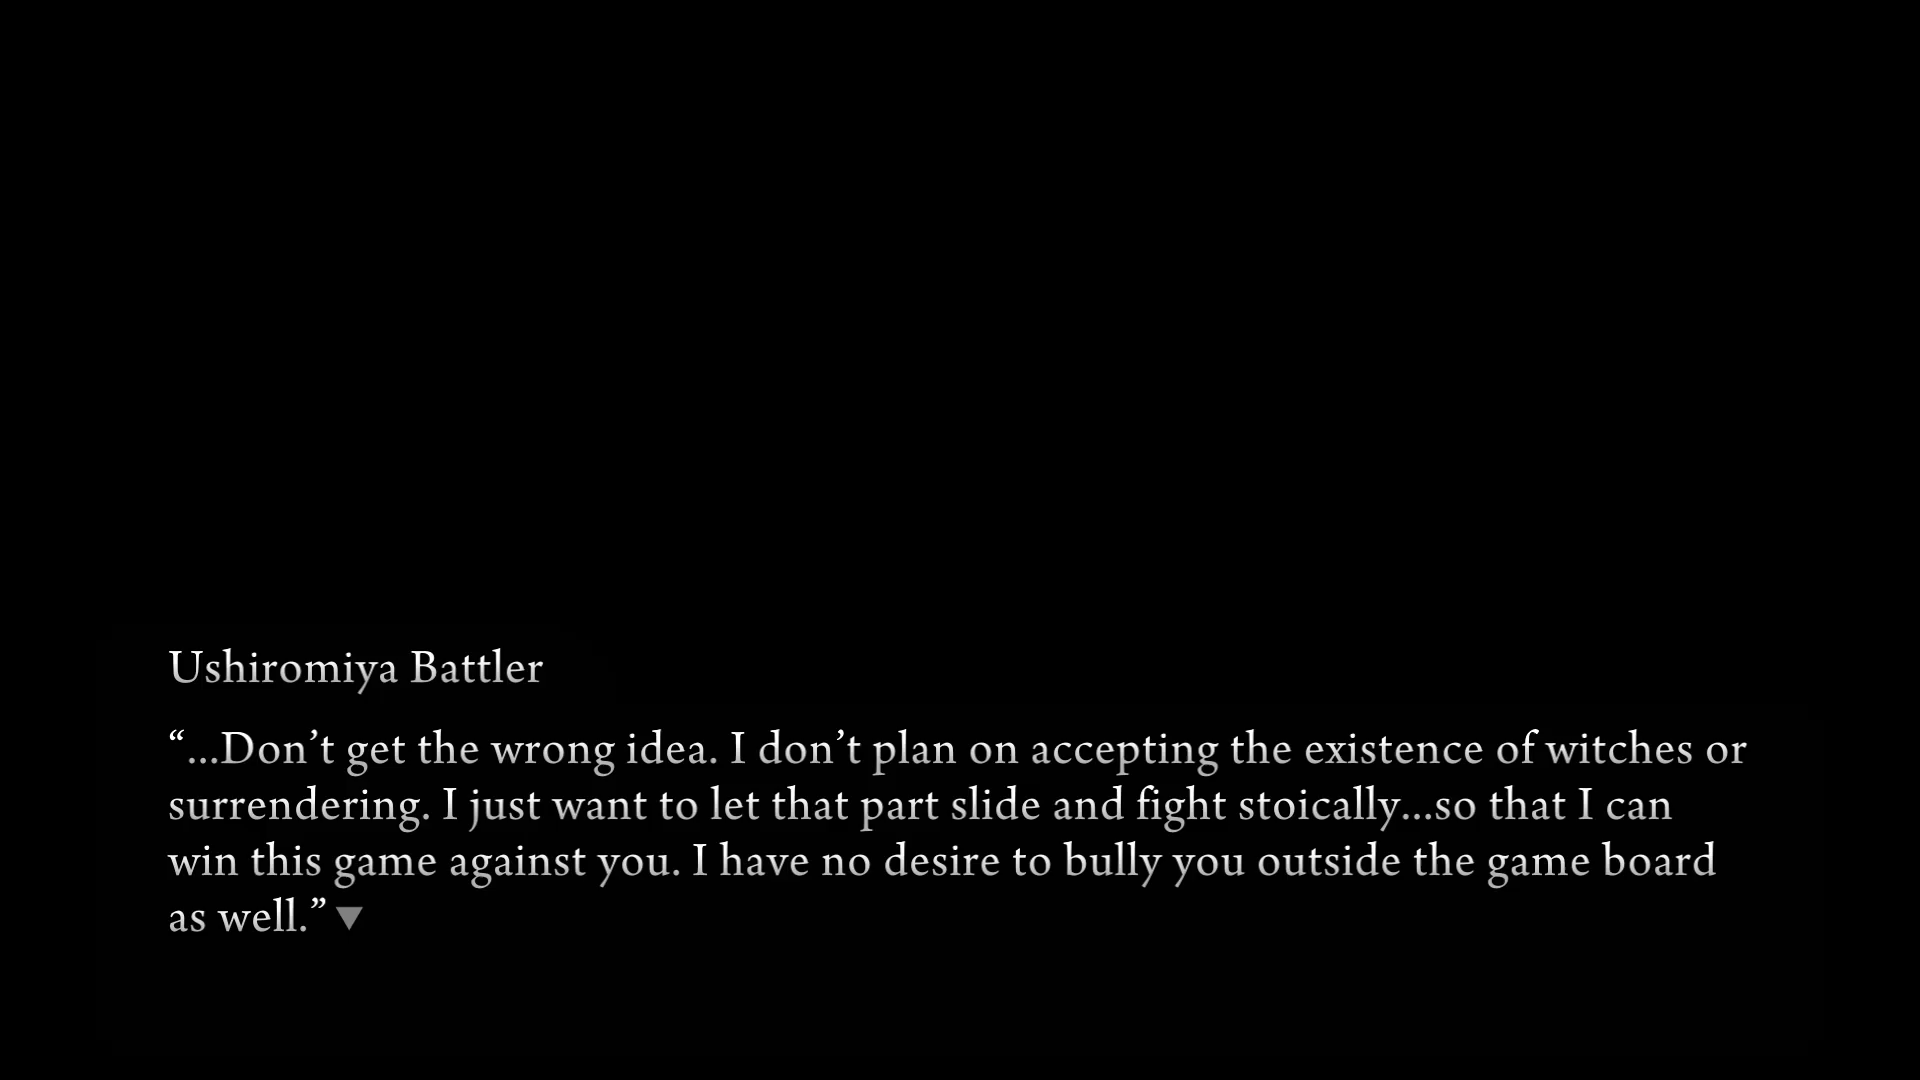 Ushiromiya Battler
“...Don’t get the wrong idea. I don’t plan on accepting the existence of witches or
surrendering. I just want to let that part slide and fight stoically...so that I can
win this game against you. I have no desire to bully you outside the game board
as well.”